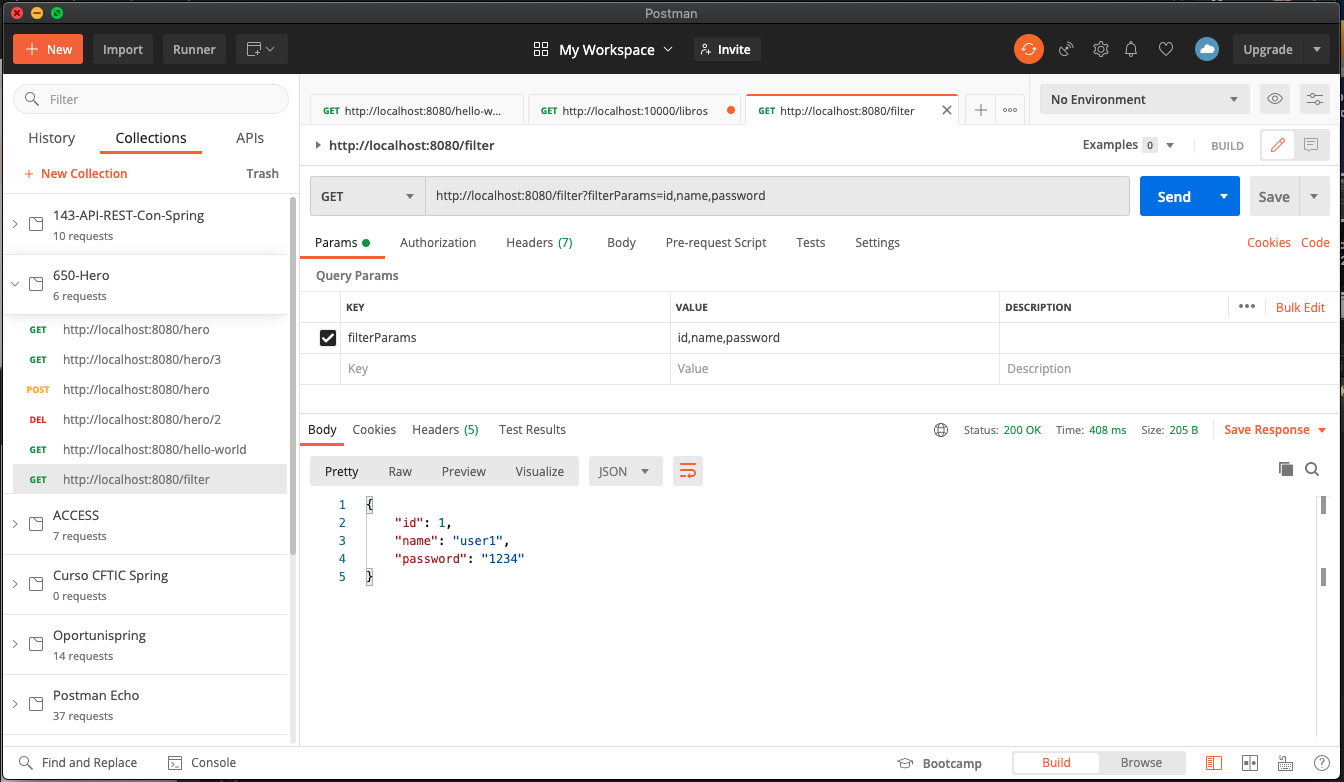 Postman
New Import Runner My Workspace Invite Upgrade
Filter
History Collections APIs
New Collection Trash
143-API-REST-Con-Spring
10 requests
650-Hero
6 requests
GET http://localhost:8080/hero
GET http://localhost:8080/hero/3
POST http://localhost:8080/hero
DEL http://localhost:8080/hero/2
GET http://localhost:8080/hello-world
GET http://localhost:8080/filter
ACCESS
7 requests
Curso CFTIC Spring
0 requests
Oportunispring
14 requests
Postman Echo
37 requests
GET http://localhost:8080/hello-w... GET http://localhost:10000/libros GET http://localhost:8080/filter No Environment
http://localhost:8080/filter Examples 0 BUILD
GET http://localhost:8080/filter?filterParams=id,name,password Send Save
Params Authorization Headers (7) Body Pre-request Script Tests Settings Cookies Code
Query Params
KEY VALUE DESCRIPTION Bulk Edit
filterParams id,name,password
Key Value Description
Body Cookies Headers (5) Test Results Status: 200 OK Time: 408 ms Size: 205 B Save Response
Pretty Raw Preview Visualize JSON
1 {
2 "id": 1,
3 "name": "user1",
4 "password": "1234"
5 }
Find and Replace Console Bootcamp Build Browse